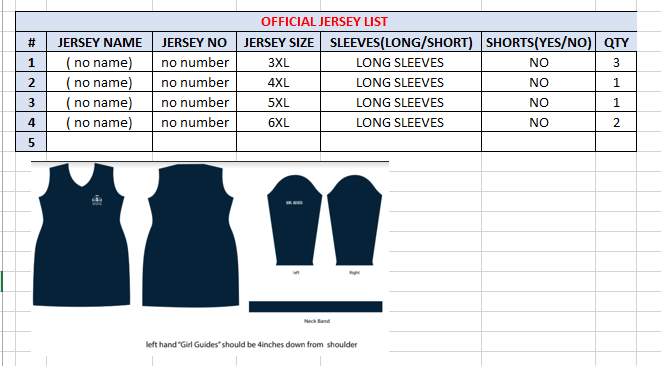 OFFICIAL JERSEY LIST
# JERSEY NAME JERSEY NO JERSEY SIZE SLEEVES(LONG/SHORT) SHORTS(YES/NO) QTY
1 ( no name) no number 3XL LONG SLEEVES NO 3
2 ( no name) no number 4XL LONG SLEEVES NO 1
3 ( no name) no number 5XL LONG SLEEVES NO 1
4 ( no name) no number 6XL LONG SLEEVES NO 2
5
left Right
Neck Band
left hand "Girl Guides" should be 4inches down from shoulder